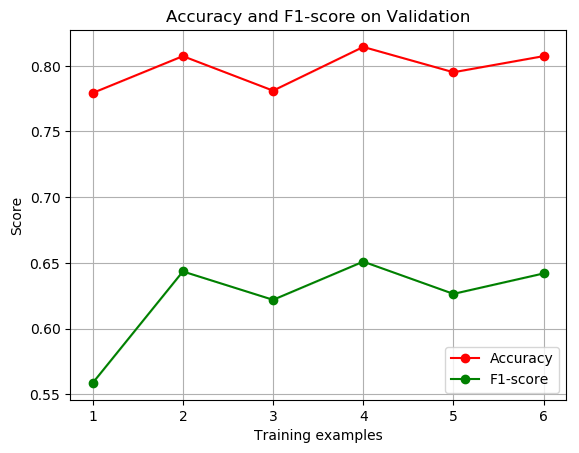 Accuracy and F1-score on Validation
0.80
0.75
0.70
0.65
0.60
0.55
Score
Accuracy
F1-score
1 2 3 4 5 6
Training examples